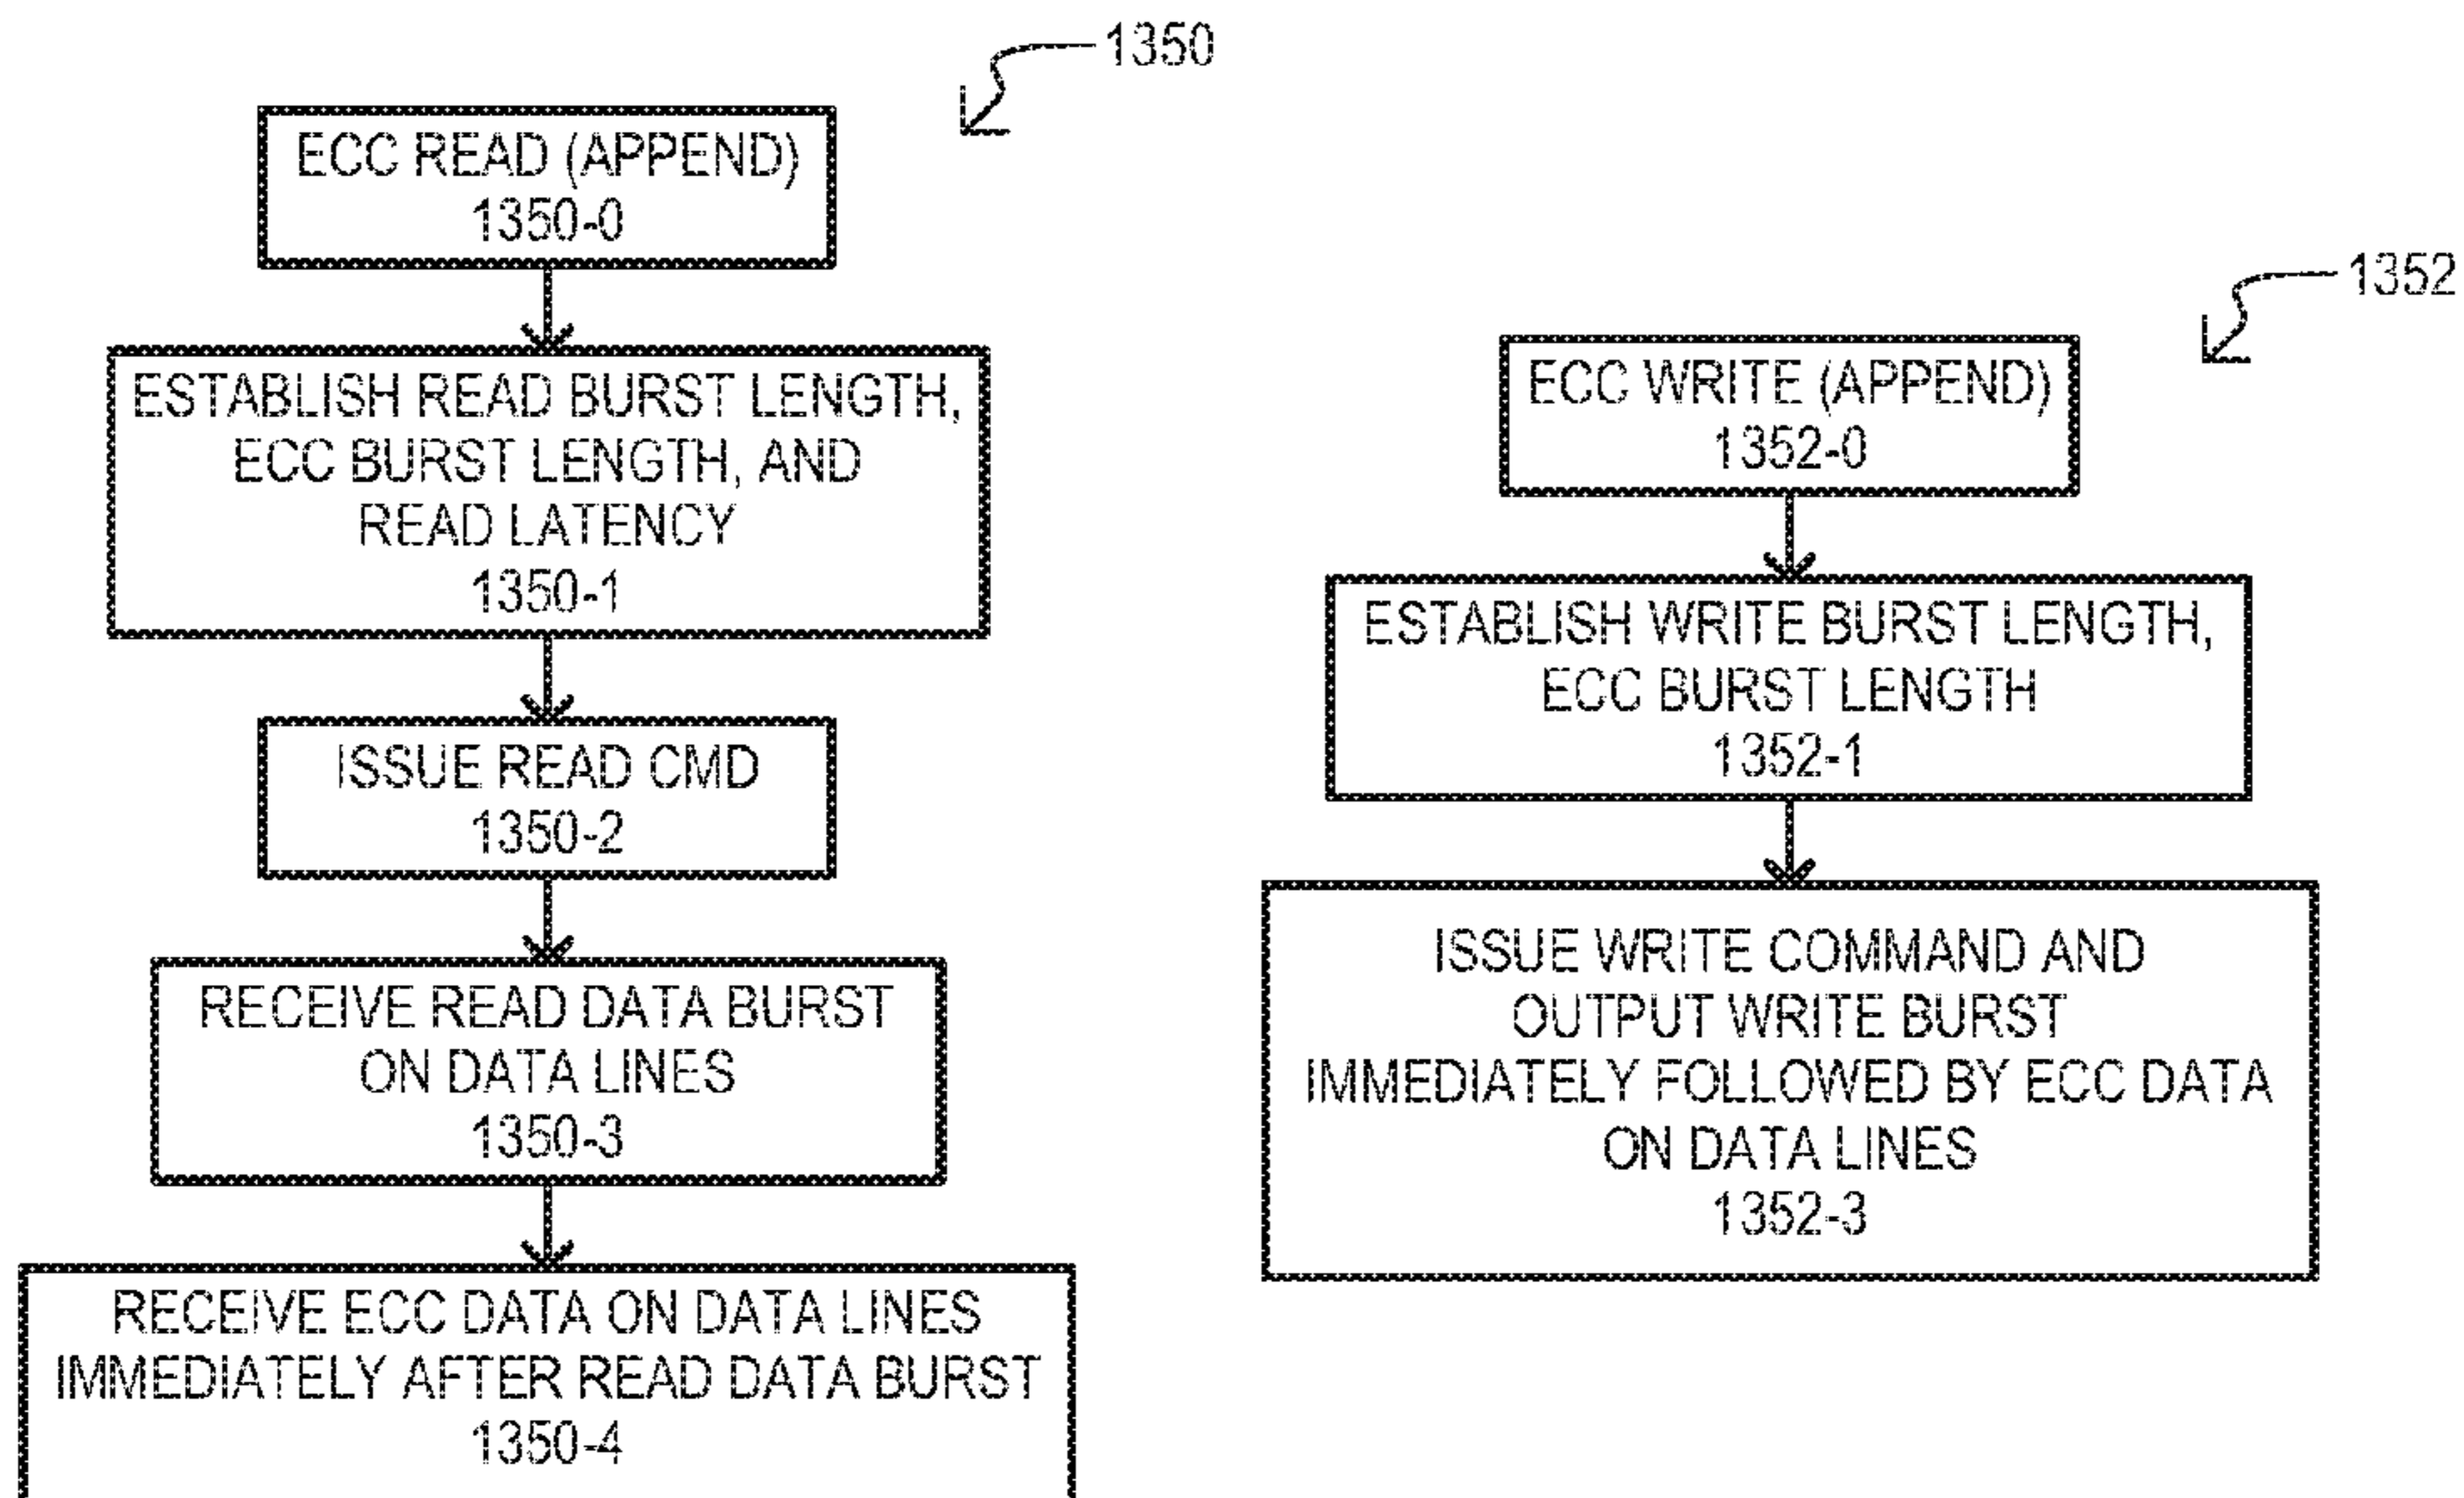 1350
ECC READ (APPEND)
1350-0
ESTABLISH READ BURST LENGTH,
ECC BURST LENGTH, AND
READ LATENCY
1350-1
ISSUE READ CMD
1350-2
RECEIVE READ DATA BURST
ON DATA LINES
1350-3
RECEIVE ECC DATA ON DATA LINES
IMMEDIATELY AFTER READ DATA BURST
1350-4
1352
ECC WRITE (APPEND)
1352-0
ESTABLISH WRITE BURST LENGTH,
ECC BURST LENGTH
1352-1
ISSUE WRITE COMMAND AND
OUTPUT WRITE BURST
IMMEDIATELY FOLLOWED BY ECC DATA
ON DATA LINES
1352-3